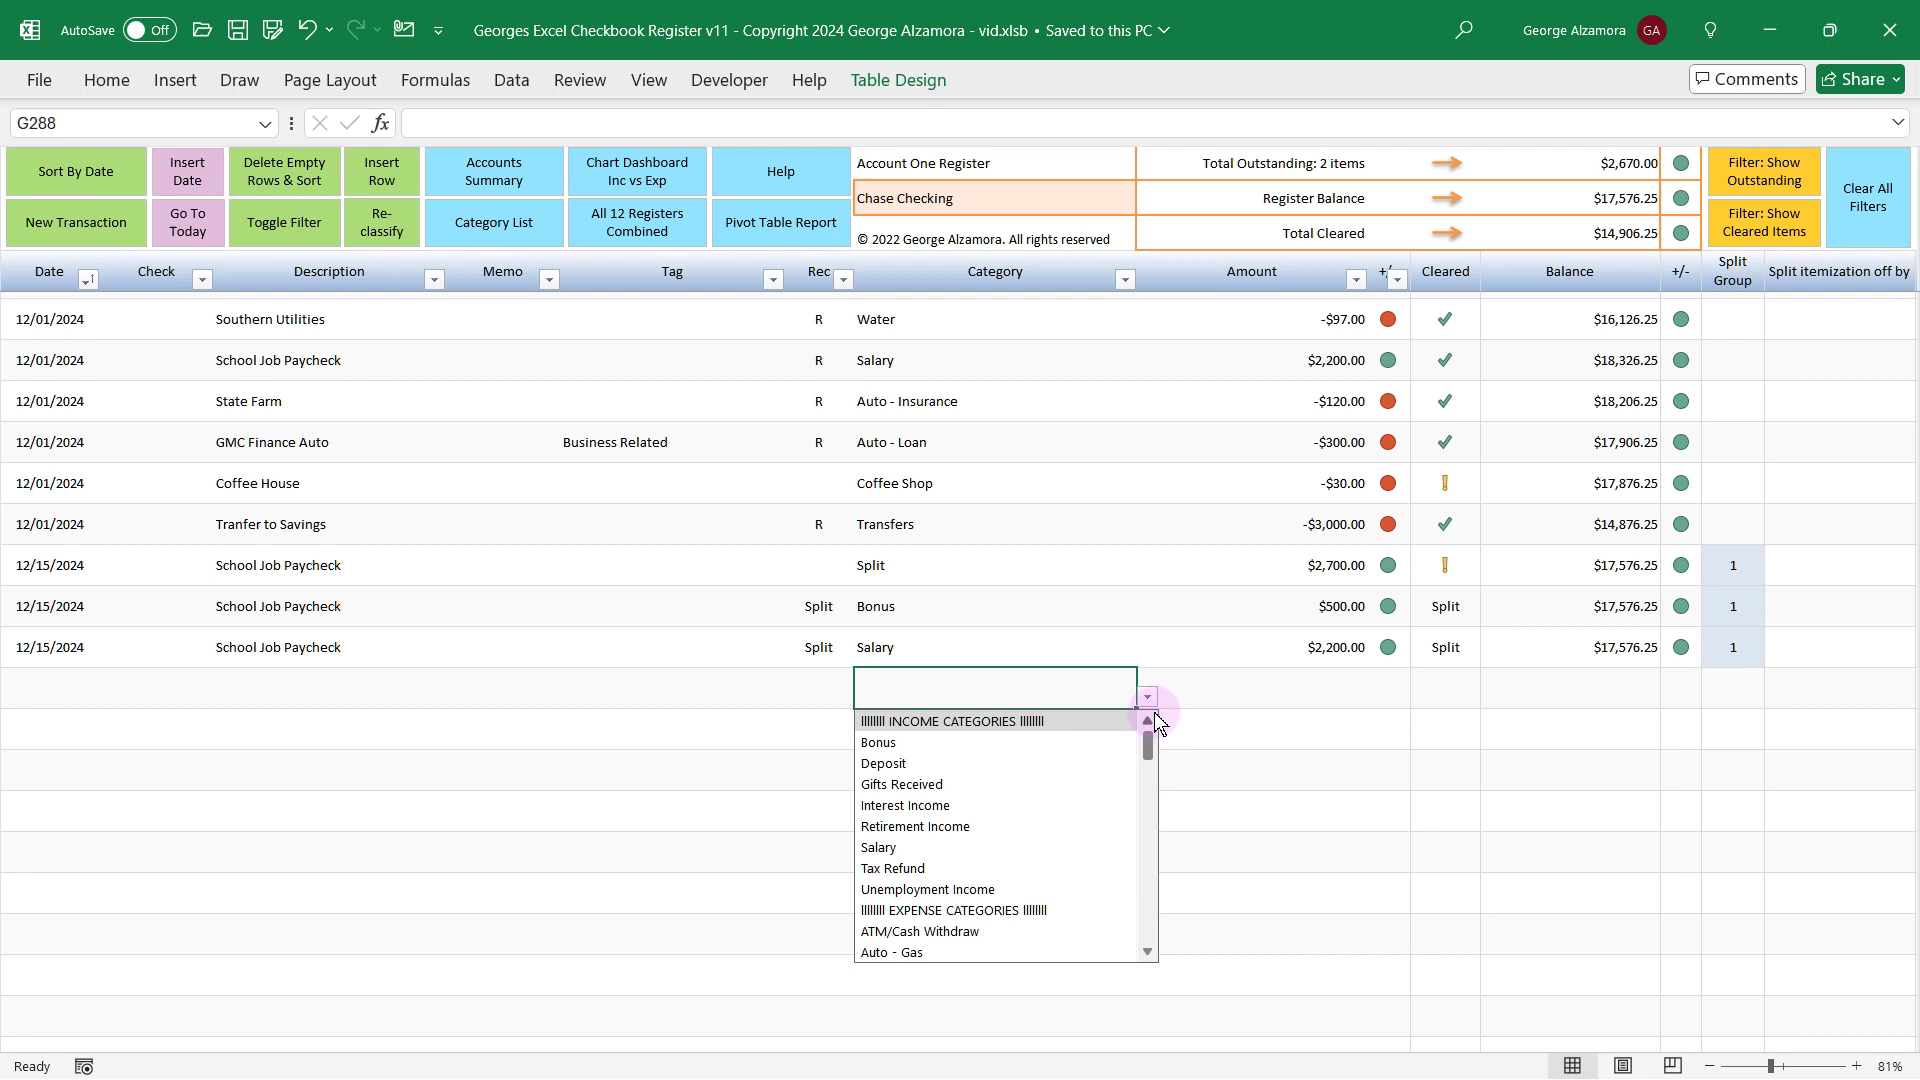 AutoSave Off Georges Excel Checkbook Register v11 - Copyright 2024 George Alzamora - vid.xlsb • Saved to this PC George Alzamora GA
File Home Insert Draw Page Layout Formulas Data Review View Developer Help Table Design Comments Share
G288 fx
Sort By Date
Insert Date
Delete Empty Rows & Sort
Insert Row
Accounts Summary
Chart Dashboard Inc vs Exp
Help
New Transaction
Go To Today
Toggle Filter
Re-classify
Category List
All 12 Registers Combined
Pivot Table Report
Account One Register
Chase Checking
© 2022 George Alzamora. All rights reserved
Total Outstanding: 2 items $2,670.00
Register Balance $17,576.25
Total Cleared $14,906.25
Filter: Show Outstanding
Filter: Show Cleared Items
Clear All Filters
Date Check Description Memo Tag Rec Category Amount +/- Cleared Balance +/- Split Group Split itemization off by
12/01/2024 Southern Utilities R Water -$97.00 $16,126.25
12/01/2024 School Job Paycheck R Salary $2,200.00 $18,326.25
12/01/2024 State Farm R Auto - Insurance -$120.00 $18,206.25
12/01/2024 GMC Finance Auto Business Related R Auto - Loan -$300.00 $17,906.25
12/01/2024 Coffee House Coffee Shop -$30.00 $17,876.25
12/01/2024 Tranfer to Savings R Transfers -$3,000.00 $14,876.25
12/15/2024 School Job Paycheck Split $2,700.00 $17,576.25 1
12/15/2024 School Job Paycheck Split Bonus $500.00 Split $17,576.25 1
12/15/2024 School Job Paycheck Split Salary $2,200.00 Split $17,576.25 1
llllllll INCOME CATEGORIES llllllll
Bonus
Deposit
Gifts Received
Interest Income
Retirement Income
Salary
Tax Refund
Unemployment Income
llllllll EXPENSE CATEGORIES llllllll
ATM/Cash Withdraw
Auto - Gas
Ready 81%